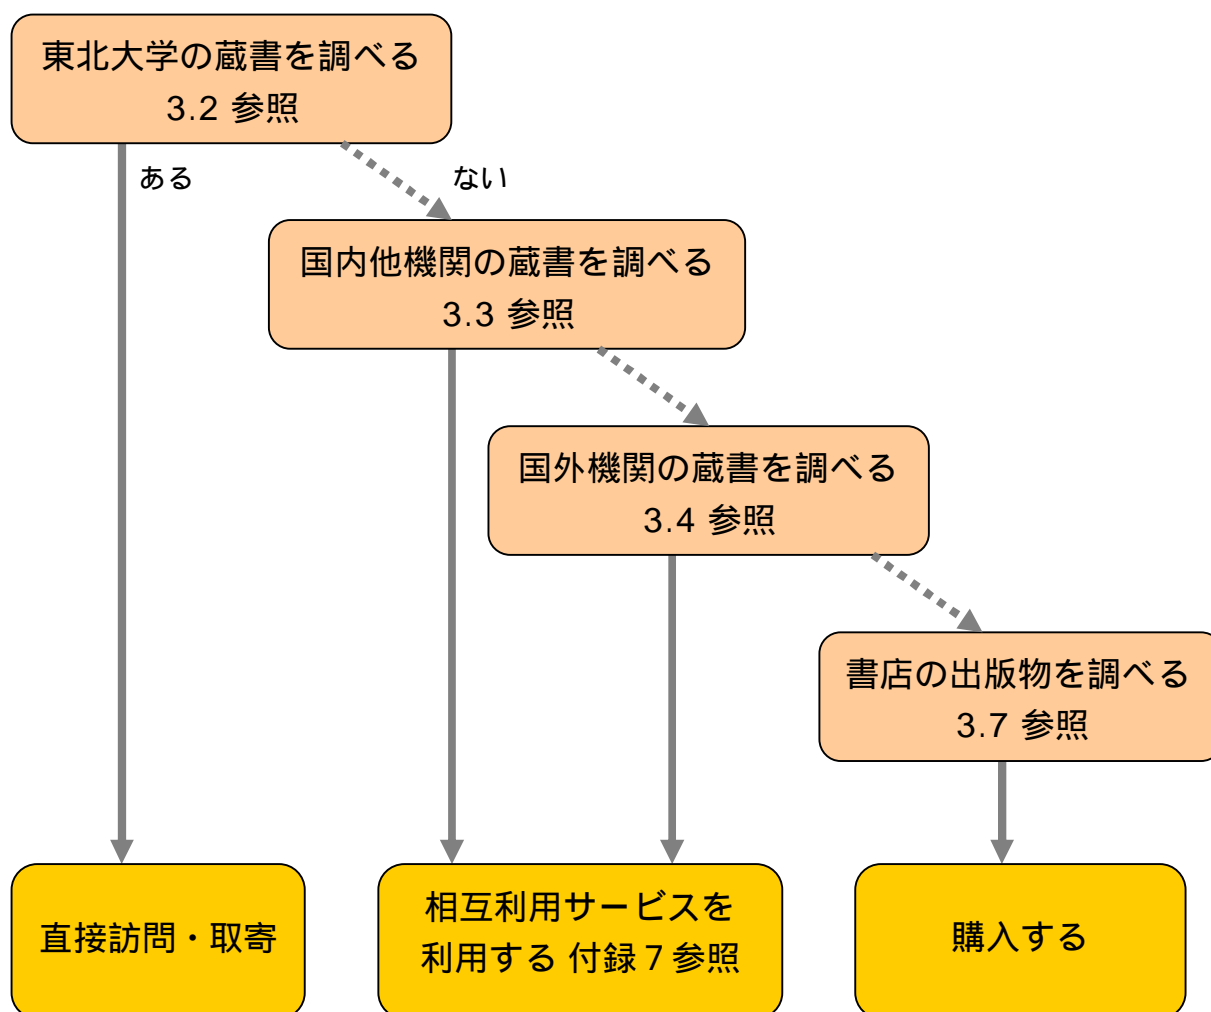 東北大学の蔵書を調べる
3.2 参照
ある
ない
国内他機関の蔵書を調べる
3.3 参照
国外機関の蔵書を調べる
3.4 参照
書店の出版物を調べる
3.7 参照
直接訪問・取寄
相互利用サービスを
利用する 付録７参照
購入する